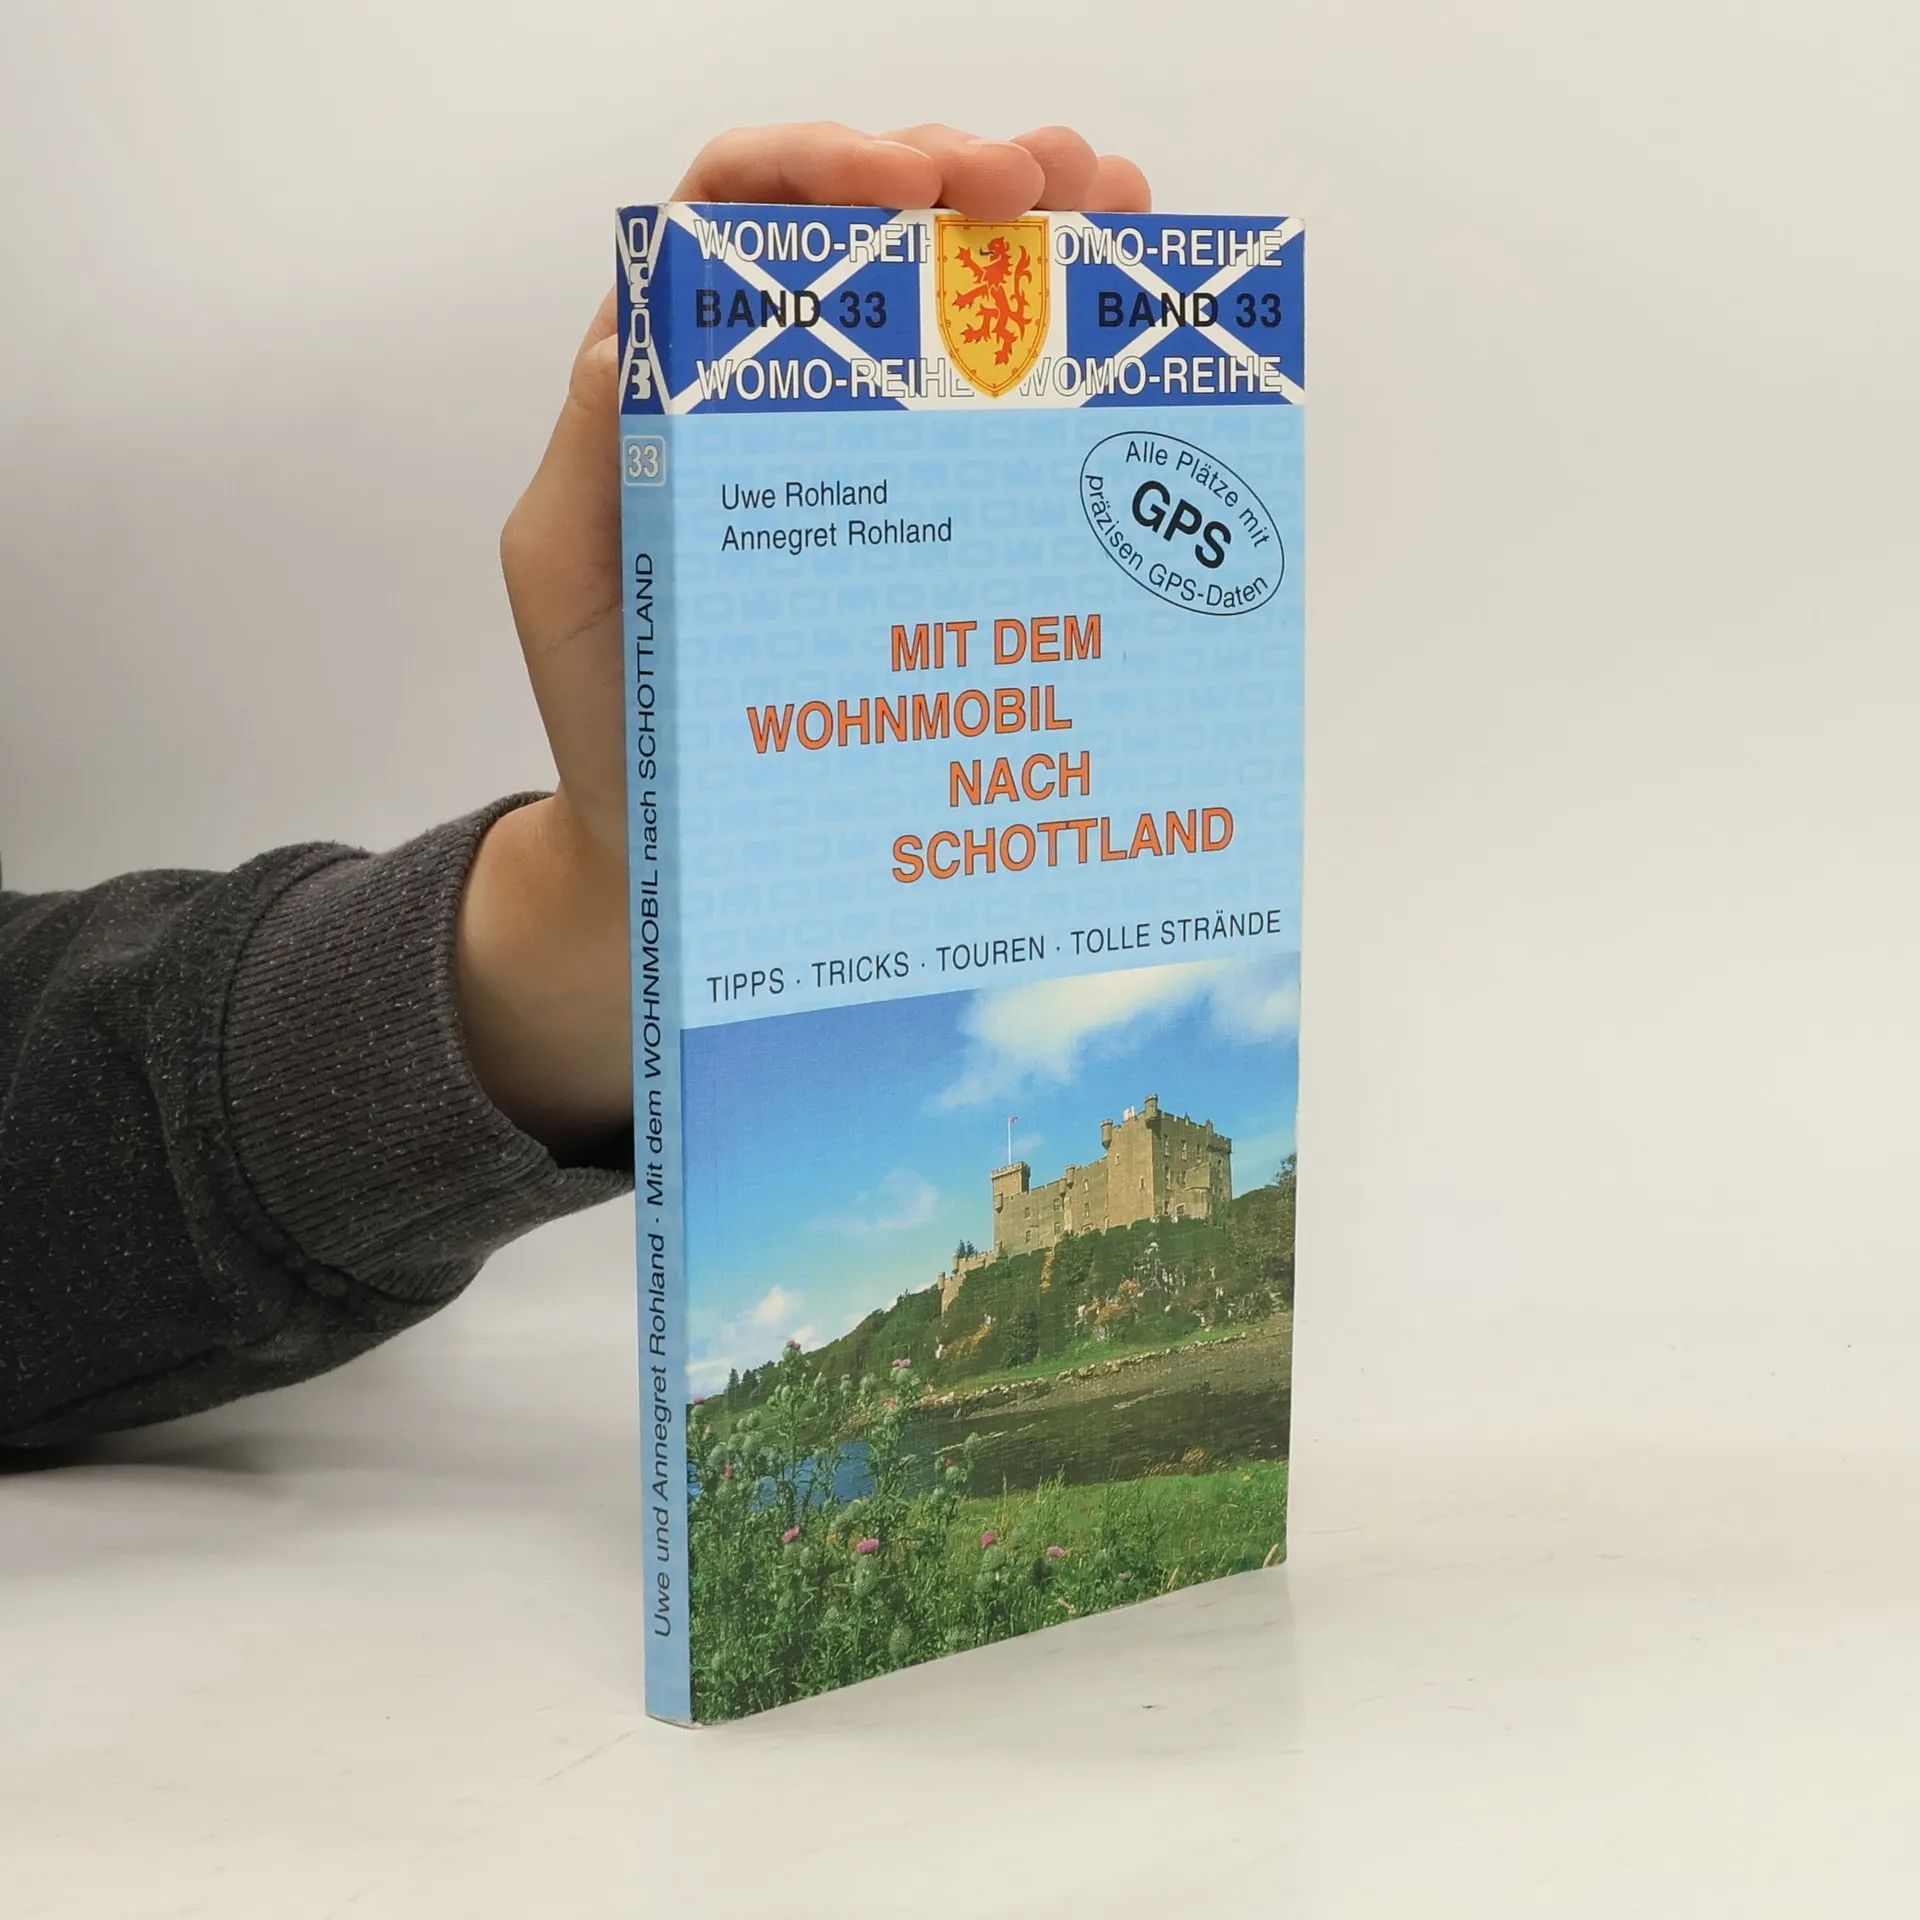 WOMO
33
Uwe und Annegret Rohland · Mit dem WOHNMOBIL nach SCHOTTLAND
WOMO-REIHE
BAND 33 BAND 33
WOMO-REIHE WOMO-REIHE
Uwe Rohland
Annegret Rohland
Alle Plätze mit
GPS
präzisen GPS-Daten
MIT DEM
WOHNMOBIL
NACH
SCHOTTLAND
TIPPS · TRICKS · TOUREN · TOLLE STRÄNDE